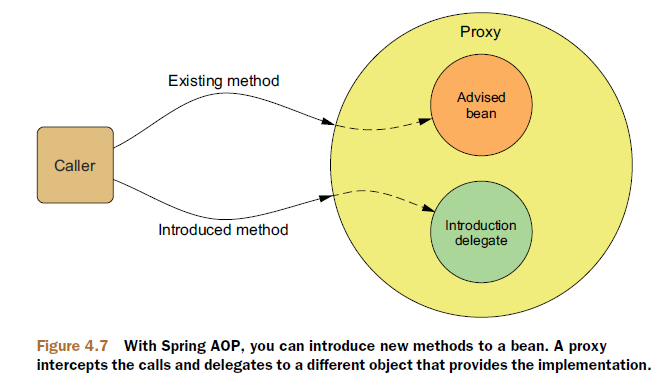 Proxy
Existing method
Advised
bean
Caller
Introduced method
Introduction
delegate
Figure 4.7 With Spring AOP, you can introduce new methods to a bean. A proxy
intercepts the calls and delegates to a different object that provides the implementation.